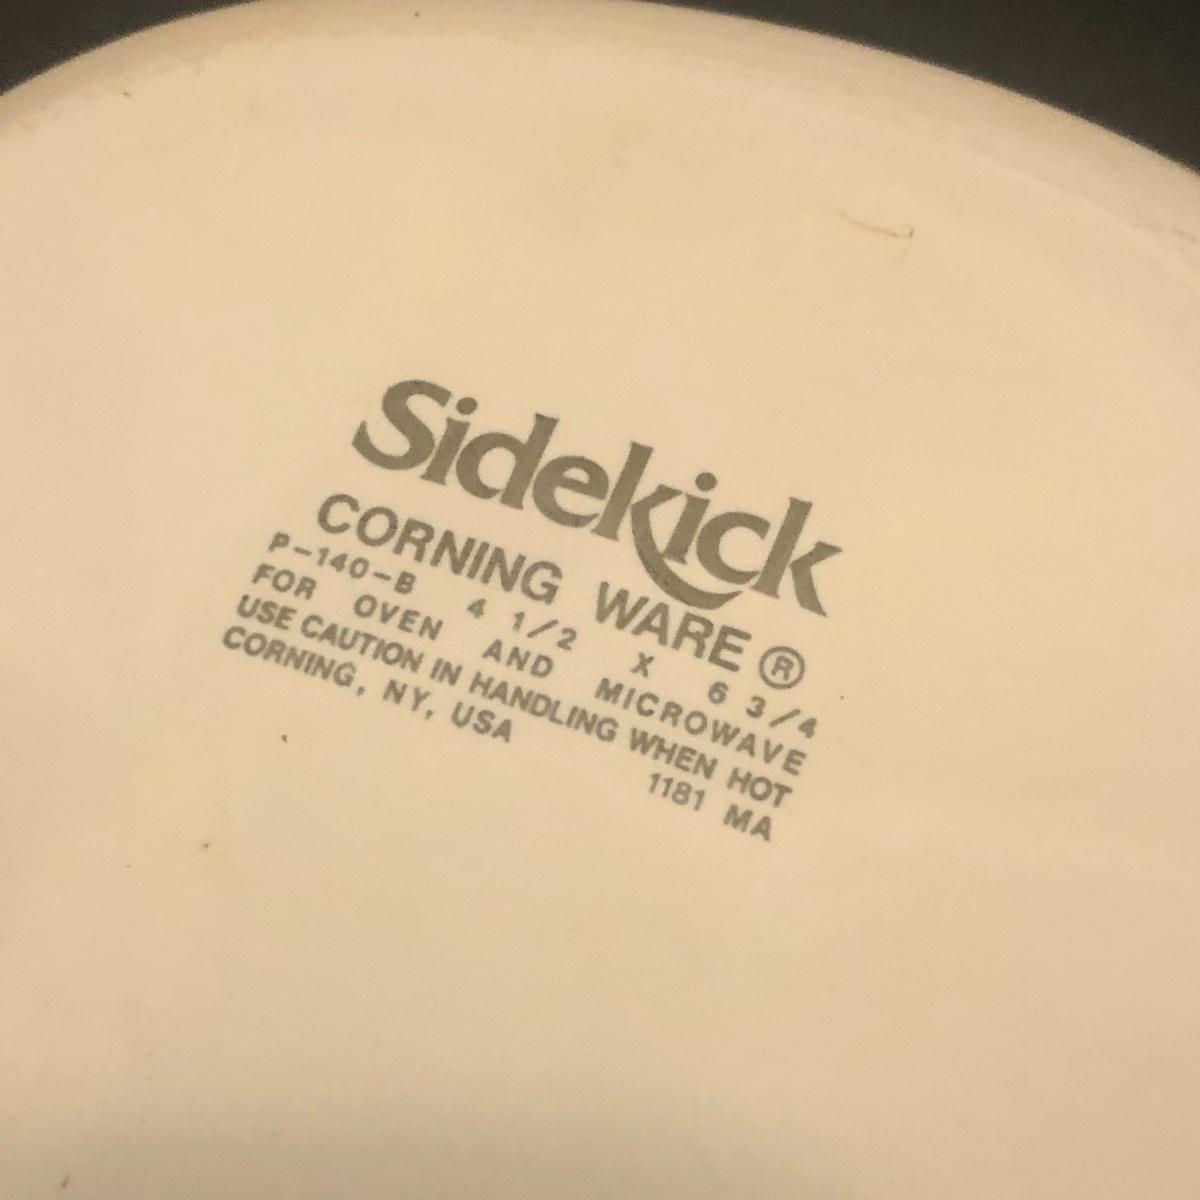 Sidekick
CORNING WARE®
P-140-B 4 1/2 X 6 3/4
FOR OVEN AND MICROWAVE
USE CAUTION IN HANDLING WHEN HOT
CORNING, NY, USA 1181 MA